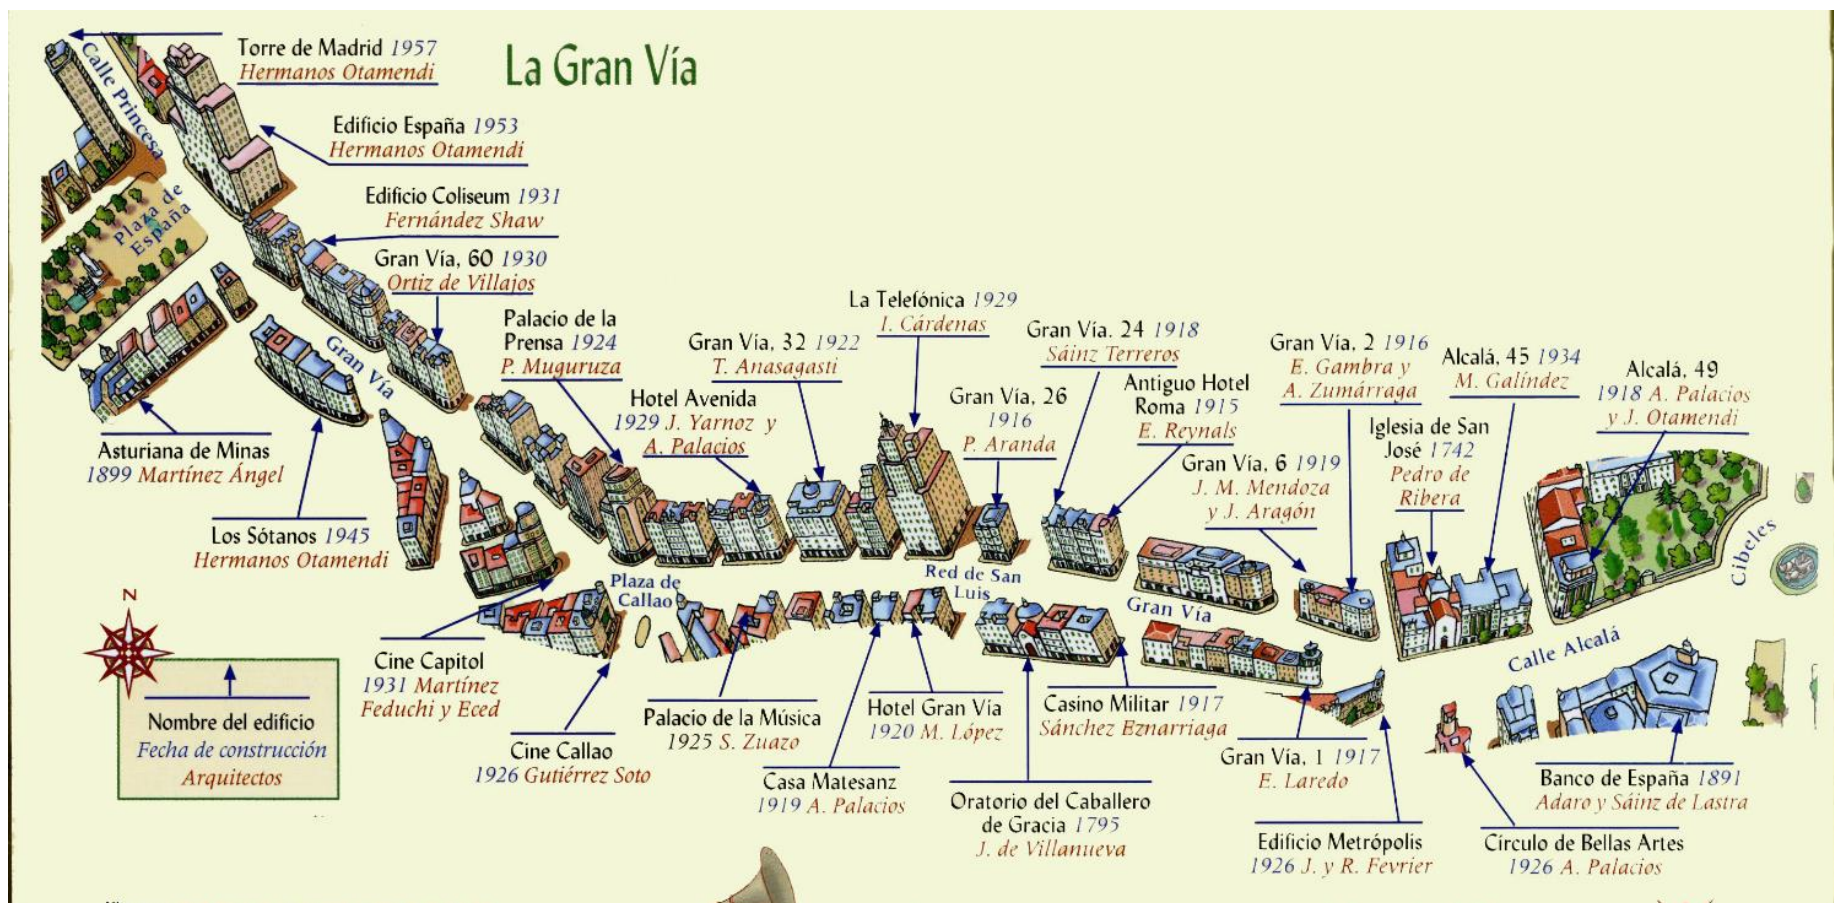 La Gran Vía
Torre de Madrid 1957
Hermanos Otamendi
Calle Princesa
Edificio España 1953
Hermanos Otamendi
Plaza de
España
Edificio Coliseum 1931
Fernández Shaw
Gran Vía, 60 1930
Ortiz de Villajos
Gran Vía
Palacio de la
Prensa 1924
P. Muguruza
Hotel Avenida
1929 J. Yarnoz y
A. Palacios
Gran Vía, 32 1922
T. Anasagasti
La Telefónica 1929
I. Cárdenas
Gran Vía, 26
1916
P. Aranda
Gran Vía. 24 1918
Sáinz Terreros
Antiguo Hotel
Roma 1915
E. Reynals
Gran Vía, 6 1919
J. M. Mendoza
y J. Aragón
Gran Vía, 2 1916
E. Gambra y
A. Zumárraga
Iglesia de San
José 1742
Pedro de
Ribera
Alcalá, 45 1934
M. Galíndez
Alcalá, 49
1918 A. Palacios
y J. Otamendi
Cibeles
Asturiana de Minas
1899 Martínez Ángel
Los Sótanos 1945
Hermanos Otamendi
Plaza de
Callao
Red de San
Luis
Gran Vía
Calle Alcalá
N
Nombre del edificio
Fecha de construcción
Arquitectos
Cine Capitol
1931 Martínez
Feduchi y Eced
Cine Callao
1926 Gutiérrez Soto
Palacio de la Música
1925 S. Zuazo
Casa Matesanz
1919 A. Palacios
Hotel Gran Vía
1920 M. López
Oratorio del Caballero
de Gracia 1795
J. de Villanueva
Casino Militar 1917
Sánchez Eznarriaga
Gran Vía, 1 1917
E. Laredo
Edificio Metrópolis
1926 J. y R. Fevrier
Círculo de Bellas Artes
1926 A. Palacios
Banco de España 1891
Adaro y Sáinz de Lastra